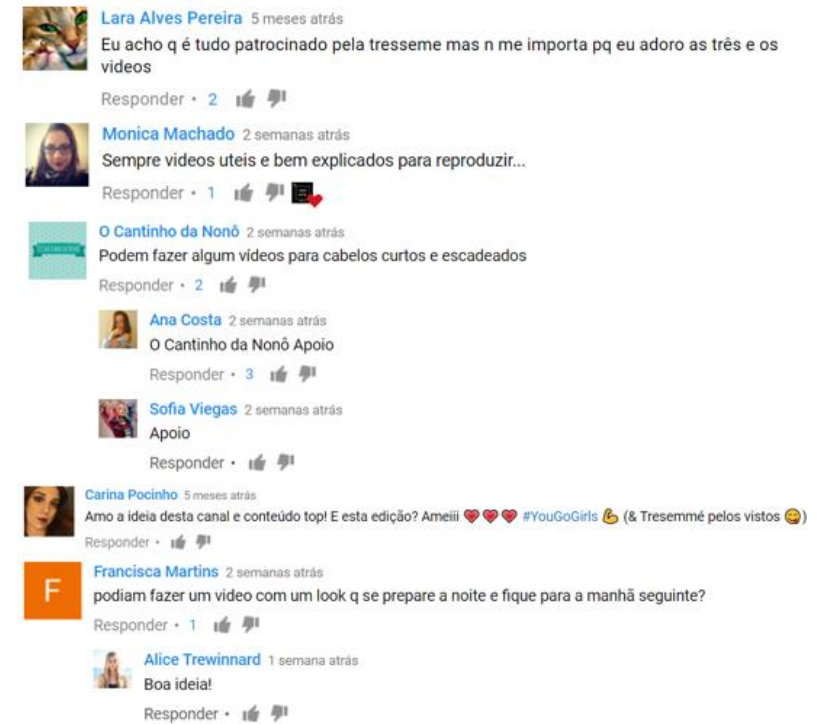 Lara Alves Pereira 5 meses atrás
Eu acho q é tudo patrocinado pela tresseme mas n me importa pq eu adoro as três e os
videos
Responder • 2
Monica Machado 2 semanas atrás
Sempre videos uteis e bem explicados para reproduzir...
Responder • 1
O Cantinho da Nonô 2 semanas atrás
Podem fazer algum vídeos para cabelos curtos e escadeados
Responder • 2
Ana Costa 2 semanas atrás
O Cantinho da Nonô Apoio
Responder • 3
Sofia Viegas 2 semanas atrás
Apoio
Responder •
Carina Pocinho 5 meses atrás
Amo a ideia desta canal e conteúdo top! E esta edição? Ameiii 💗💗💗 #YouGoGirls 💪 (& Tresemmé pelos vistos 😋)
Responder •
F
Francisca Martins 2 semanas atrás
podiam fazer um video com um look q se prepare a noite e fique para a manhã seguinte?
Responder • 1
Alice Trewinnard 1 semana atrás
Boa ideia!
Responder •